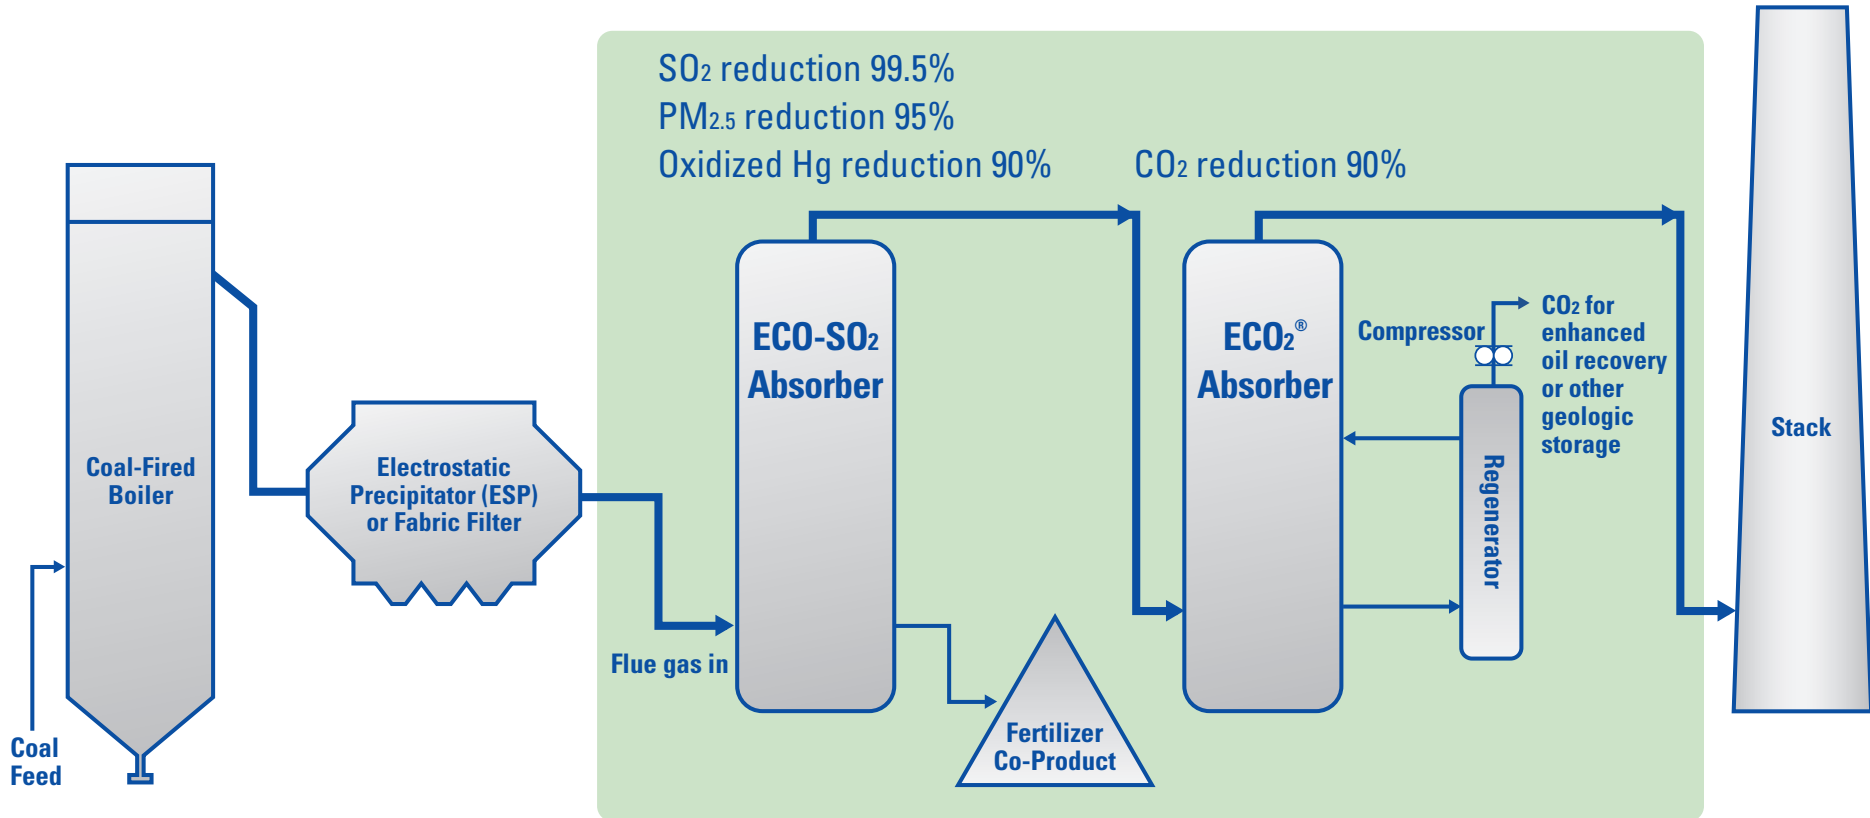 SO2 reduction 99.5%
PM2.5 reduction 95%
Oxidized Hg reduction 90%
CO2 reduction 90%
Coal-Fired
Boiler
Coal
Feed
Electrostatic
Precipitator (ESP)
or Fabric Filter
Flue gas in
ECO-SO2
Absorber
Fertilizer
Co-Product
ECO2®
Absorber
Compressor
Regenerator
CO2 for
enhanced
oil recovery
or other
geologic
storage
Stack